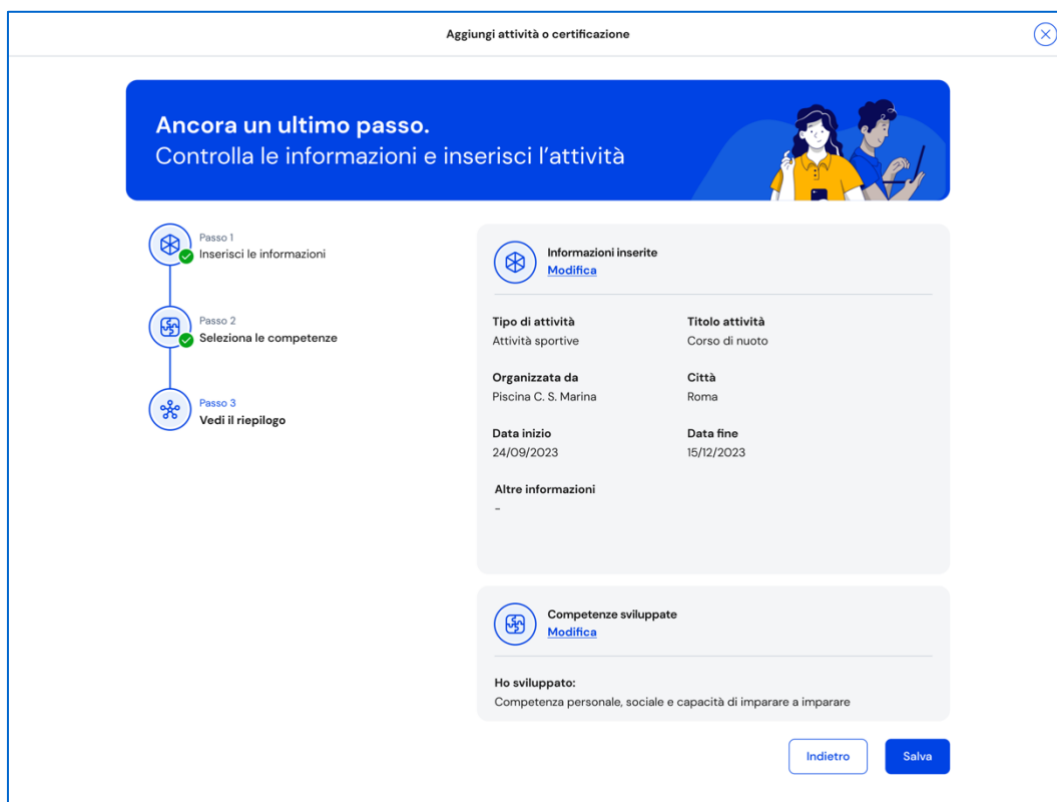 Aggiungi attività o certificazione
Ancora un ultimo passo.
Controlla le informazioni e inserisci l'attività
Passo 1
Inserisci le informazioni
Passo 2
Seleziona le competenze
Passo 3
Vedi il riepilogo
Informazioni inserite
Modifica
Tipo di attività
Attività sportive
Titolo attività
Corso di nuoto
Organizzata da
Piscina C. S. Marina
Città
Roma
Data inizio
24/09/2023
Data fine
15/12/2023
Altre informazioni
-
Competenze sviluppate
Modifica
Ho sviluppato:
Competenza personale, sociale e capacità di imparare a imparare
Indietro
Salva